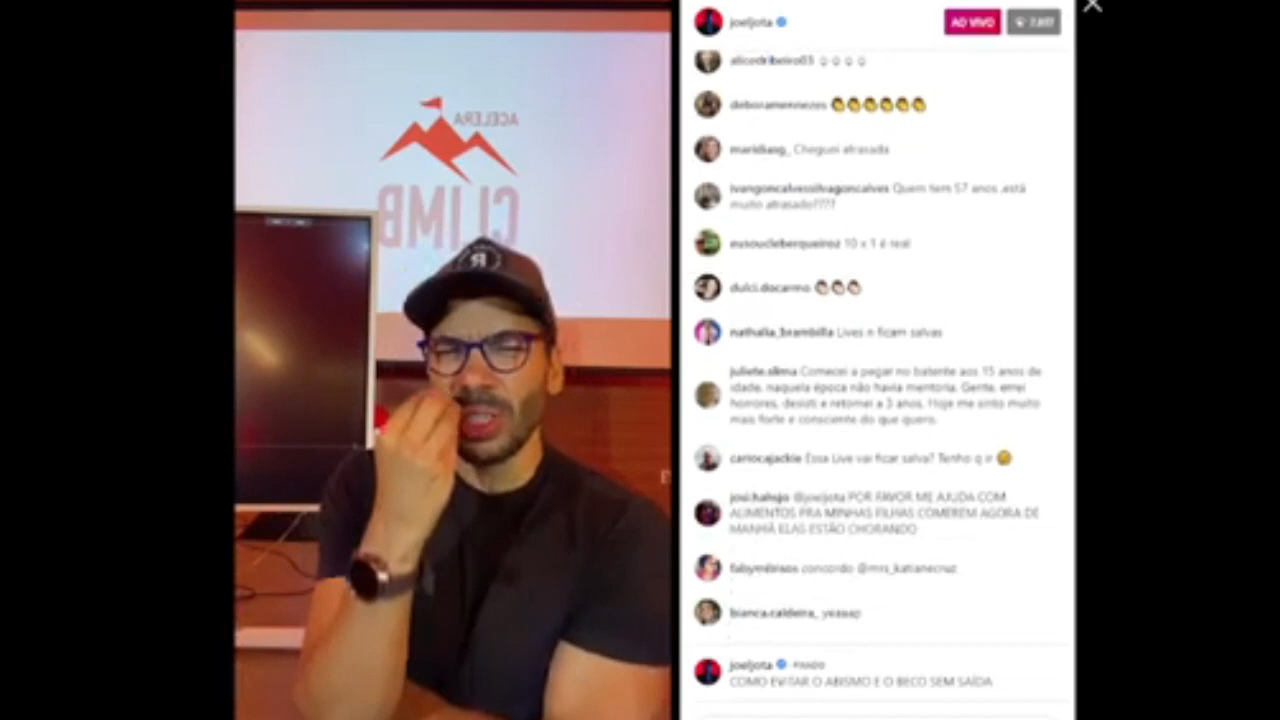 ACELERA
CLIMB
R
joeljota
AO VIVO
alicedribeiro03
deboramennezes
maridiasg_ Cheguei atrasada
ivangoncalvessilvagoncalves Quem tem 57 anos ,está
muito atrasado????
eusoucleberqueiroz 10 x 1 é real
dulci.docarmo
nathalia_brambilla Lives n ficam salvas
juliete.slima Comecei a pegar no batente aos 15 anos de
idade, naquela época não havia mentoria. Gente, errei
horrores, desisti e retornei a 3 anos. Hoje me sinto muito
mais forte e consciente do que quero.
cariocajackie Essa Live vai ficar salva? Tenho q ir
@joeljota POR FAVOR ME AJUDA COM
ALIMENTOS PRA MINHAS FILHAS COMEREM AGORA DE
MANHÃ ELAS ESTÃO CHORANDO
concordo @mrs_katianecruz
bianca.caldeira_
joeljota
COMO EVITAR O ABISMO E O BECO SEM SAÍDA